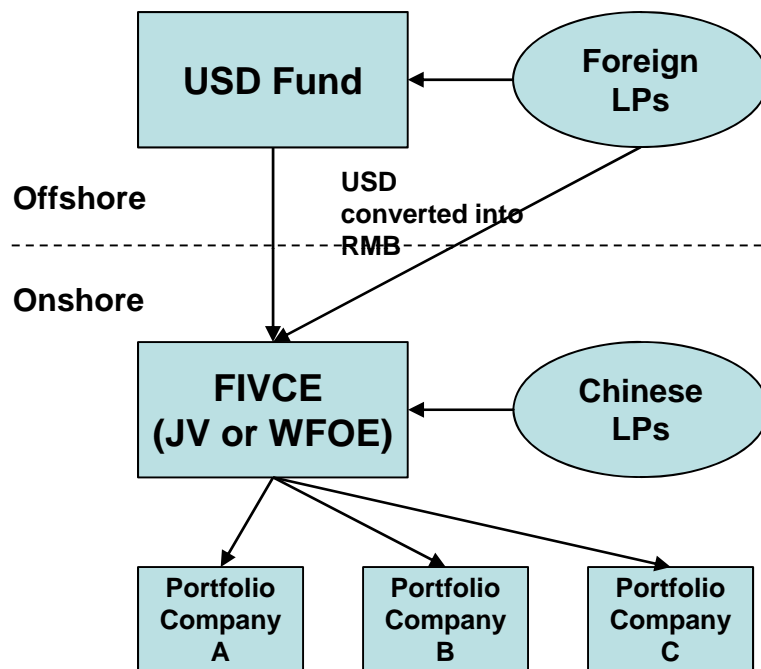 USD Fund
Foreign
LPs
Offshore
USD
converted into
RMB
Onshore
FIVCE
(JV or WFOE)
Chinese
LPs
Portfolio
Company
A
Portfolio
Company
B
Portfolio
Company
C